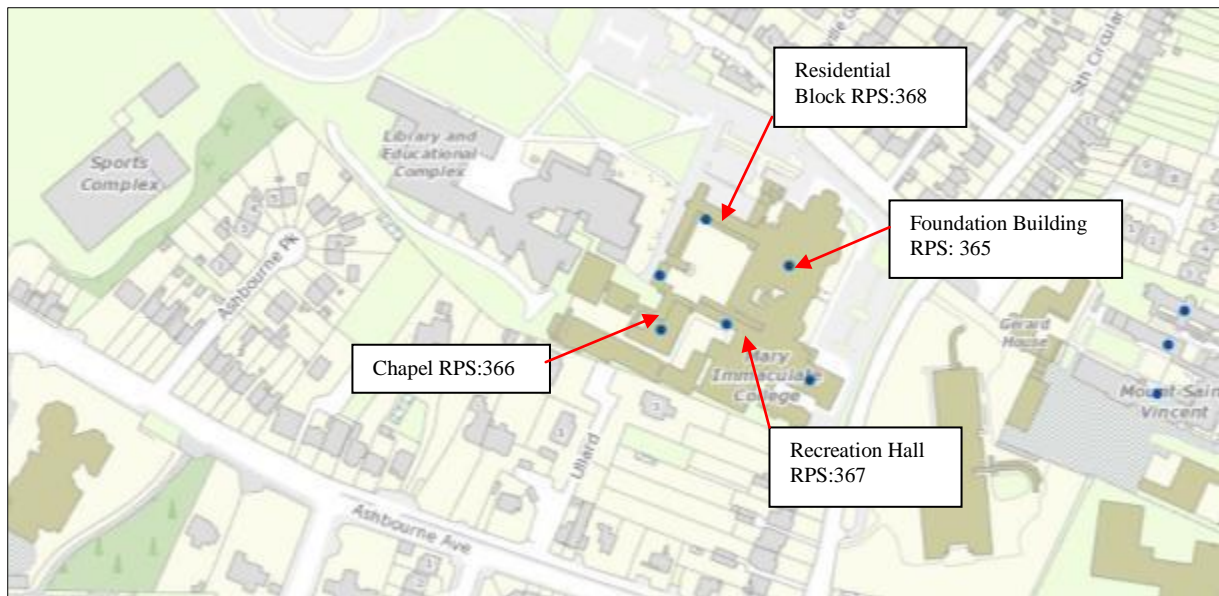 Residential
Block RPS:368
Sth Circular
Library and
Educational
Complex
Sports
Complex
Foundation Building
RPS: 365
Ashbourne Pk
Gerard
House
Chapel RPS:366
Mary
Immaculate
College
Mount-Sain
Vincent
Recreation Hall
RPS:367
Ullard
Ashbourne Ave